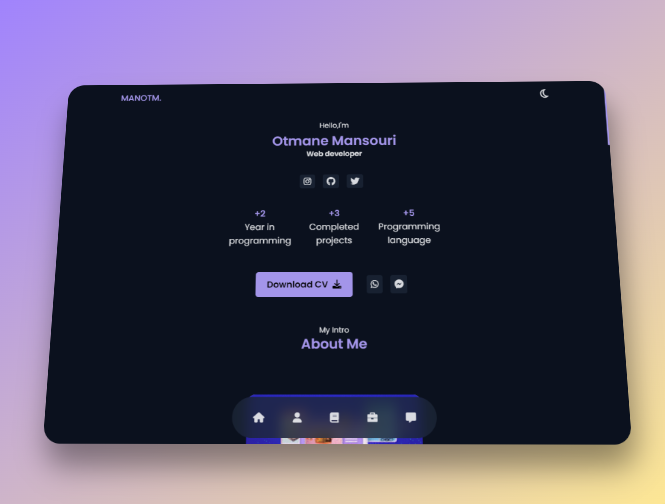 MANOTM.
Hello,I'm
Otmane Mansouri
Web developer
+2
Year in
programming
+3
Completed
projects
+5
Programming
language
Download CV
My Intro
About Me